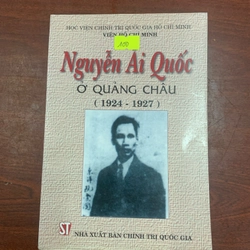 HỌC VIỆN CHÍNH TRỊ QUỐC GIA HỒ CHÍ MINH
VIỆN HỒ CHÍ MINH
Nguyễn Ái Quốc
Ở QUẢNG CHÂU
( 1924 - 1927 )
ST
NHÀ XUẤT BẢN CHÍNH TRỊ QUỐC GIA